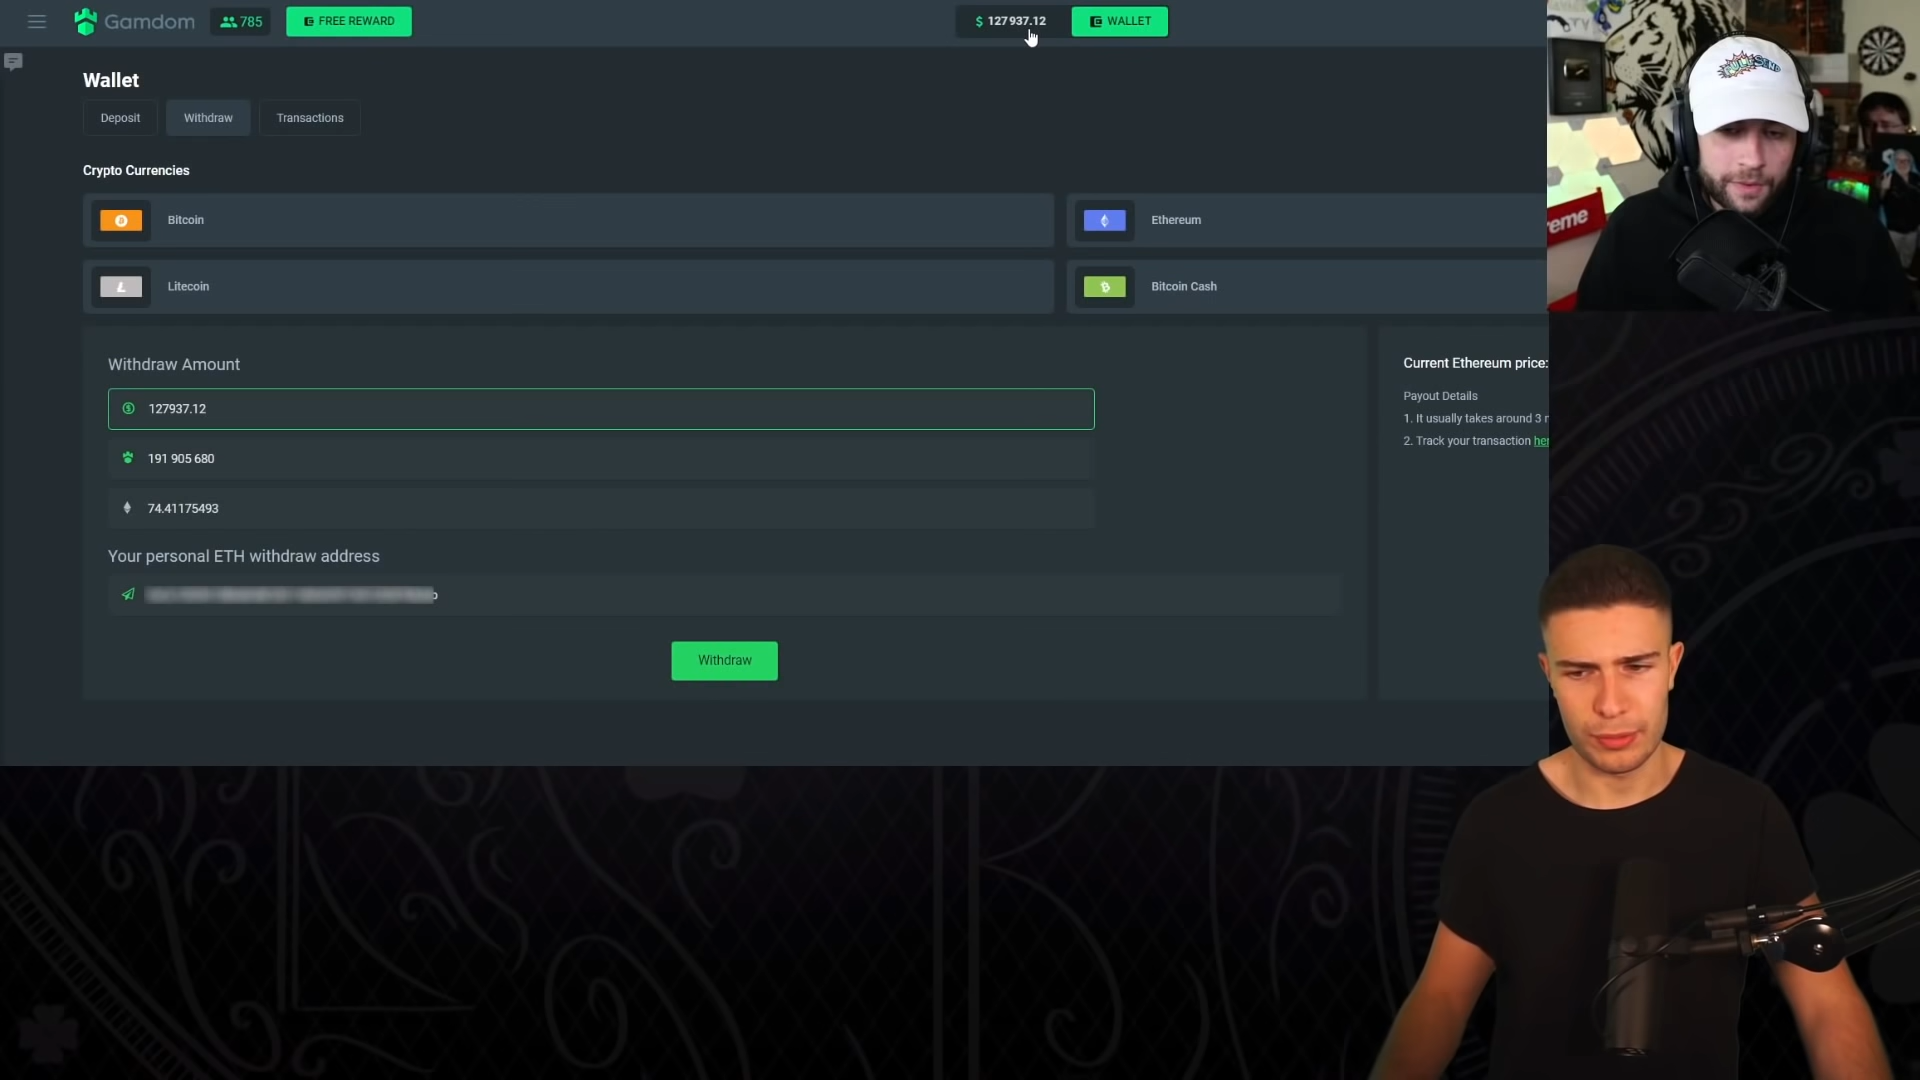 Gamdom
785
FREE REWARD
$ 127 937.12
WALLET
Wallet
Deposit
Withdraw
Transactions
Crypto Currencies
Bitcoin
Ethereum
Litecoin
Bitcoin Cash
Withdraw Amount
127937.12
191 905 680
74.41175493
Current Ethereum price:
Payout Details
1. It usually takes around 3
2. Track your transaction her
Your personal ETH withdraw address
Withdraw
eme